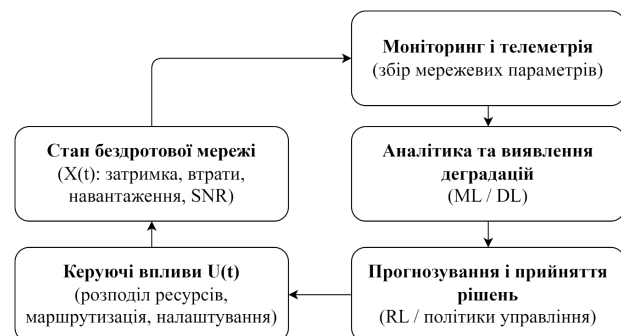 Моніторинг і телеметрія
(збір мережевих параметрів)
Стан бездротової мережі
(X(t): затримка, втрати,
навантаження, SNR)
Аналітика та виявлення
деградацій
(ML / DL)
Керуючі впливи U(t)
(розподіл ресурсів,
маршрутизація, налаштування)
Прогнозування і прийняття
рішень
(RL / політики управління)